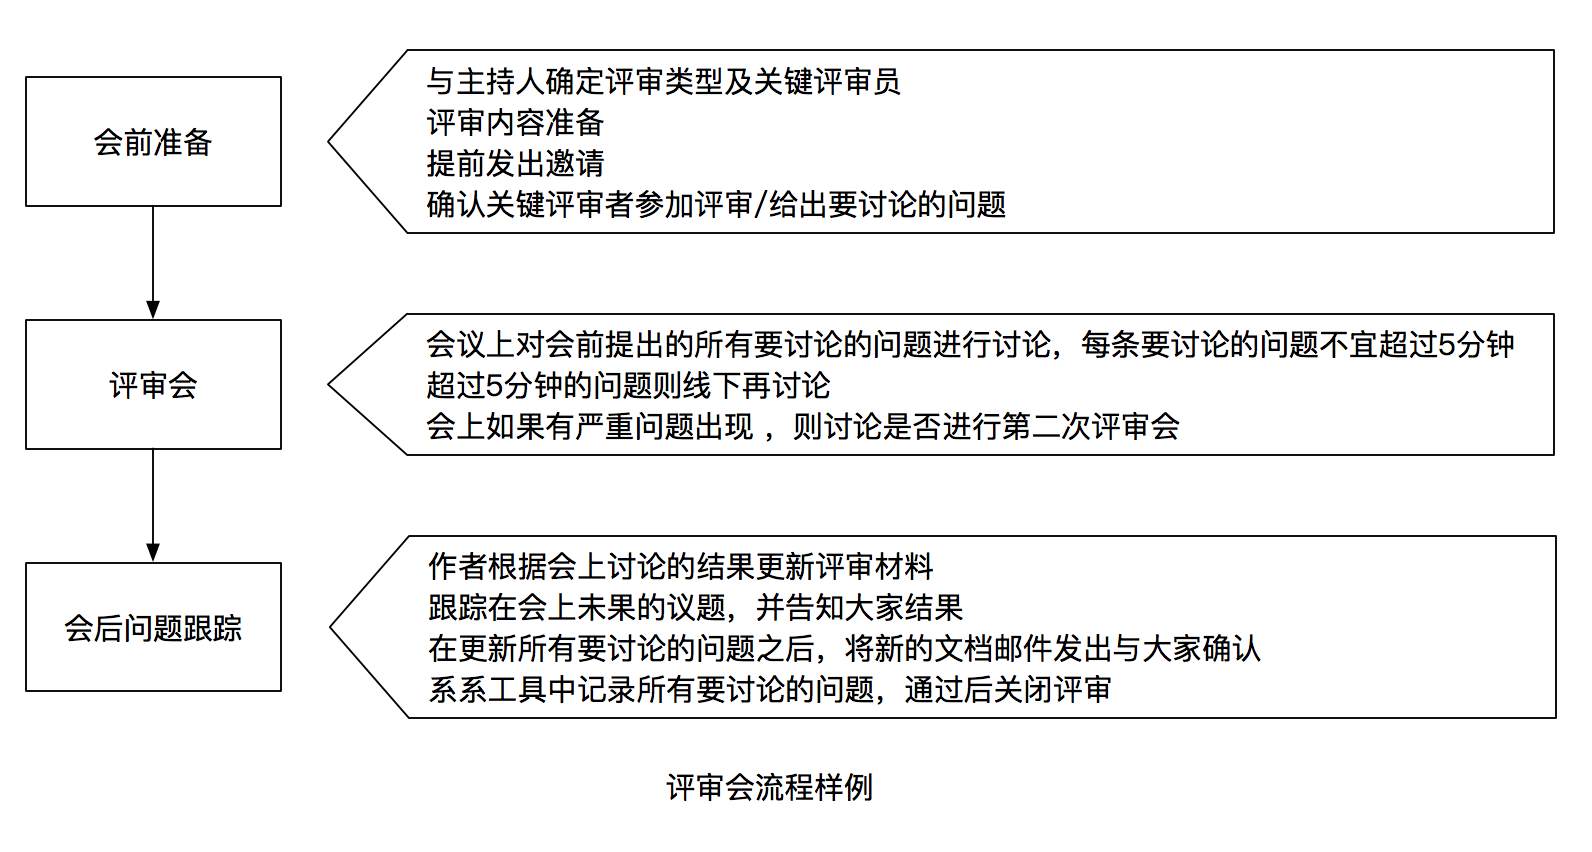 会前准备
与主持人确定评审类型及关键评审员
评审内容准备
提前发出邀请
确认关键评审者参加评审/给出要讨论的问题
评审会
会议上对会前提出的所有要讨论的问题进行讨论，每条要讨论的问题不宜超过5分钟
超过5分钟的问题则线下再讨论
会上如果有严重问题出现 ，则讨论是否进行第二次评审会
会后问题跟踪
作者根据会上讨论的结果更新评审材料
跟踪在会上未果的议题，并告知大家结果
在更新所有要讨论的问题之后，将新的文档邮件发出与大家确认
系系工具中记录所有要讨论的问题，通过后关闭评审
评审会流程样例